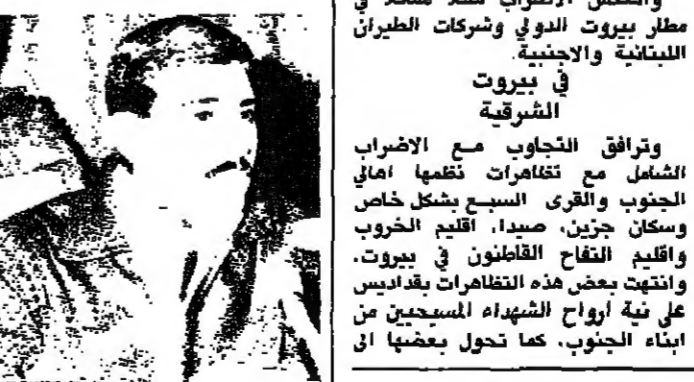 مطار بيروت الدولي وشركات الطيران
اللبنانية والاجنبية.
في بيروت
الشرقية
وترافق التجاوب مع الاضراب
الشامل مع تظاهرات نظمها اهالي
الجنوب والقرى السبع بشكل خاص
وسكان جزين، صيدا، اقليم الخروب
واقليم التفاح القاطنون في بيروت.
وانتهت بعض هذه التظاهرات بقداديس
على نية ارواح الشهداء المسيحيين من
ابناء الجنوب، كما تحول بعضها الى